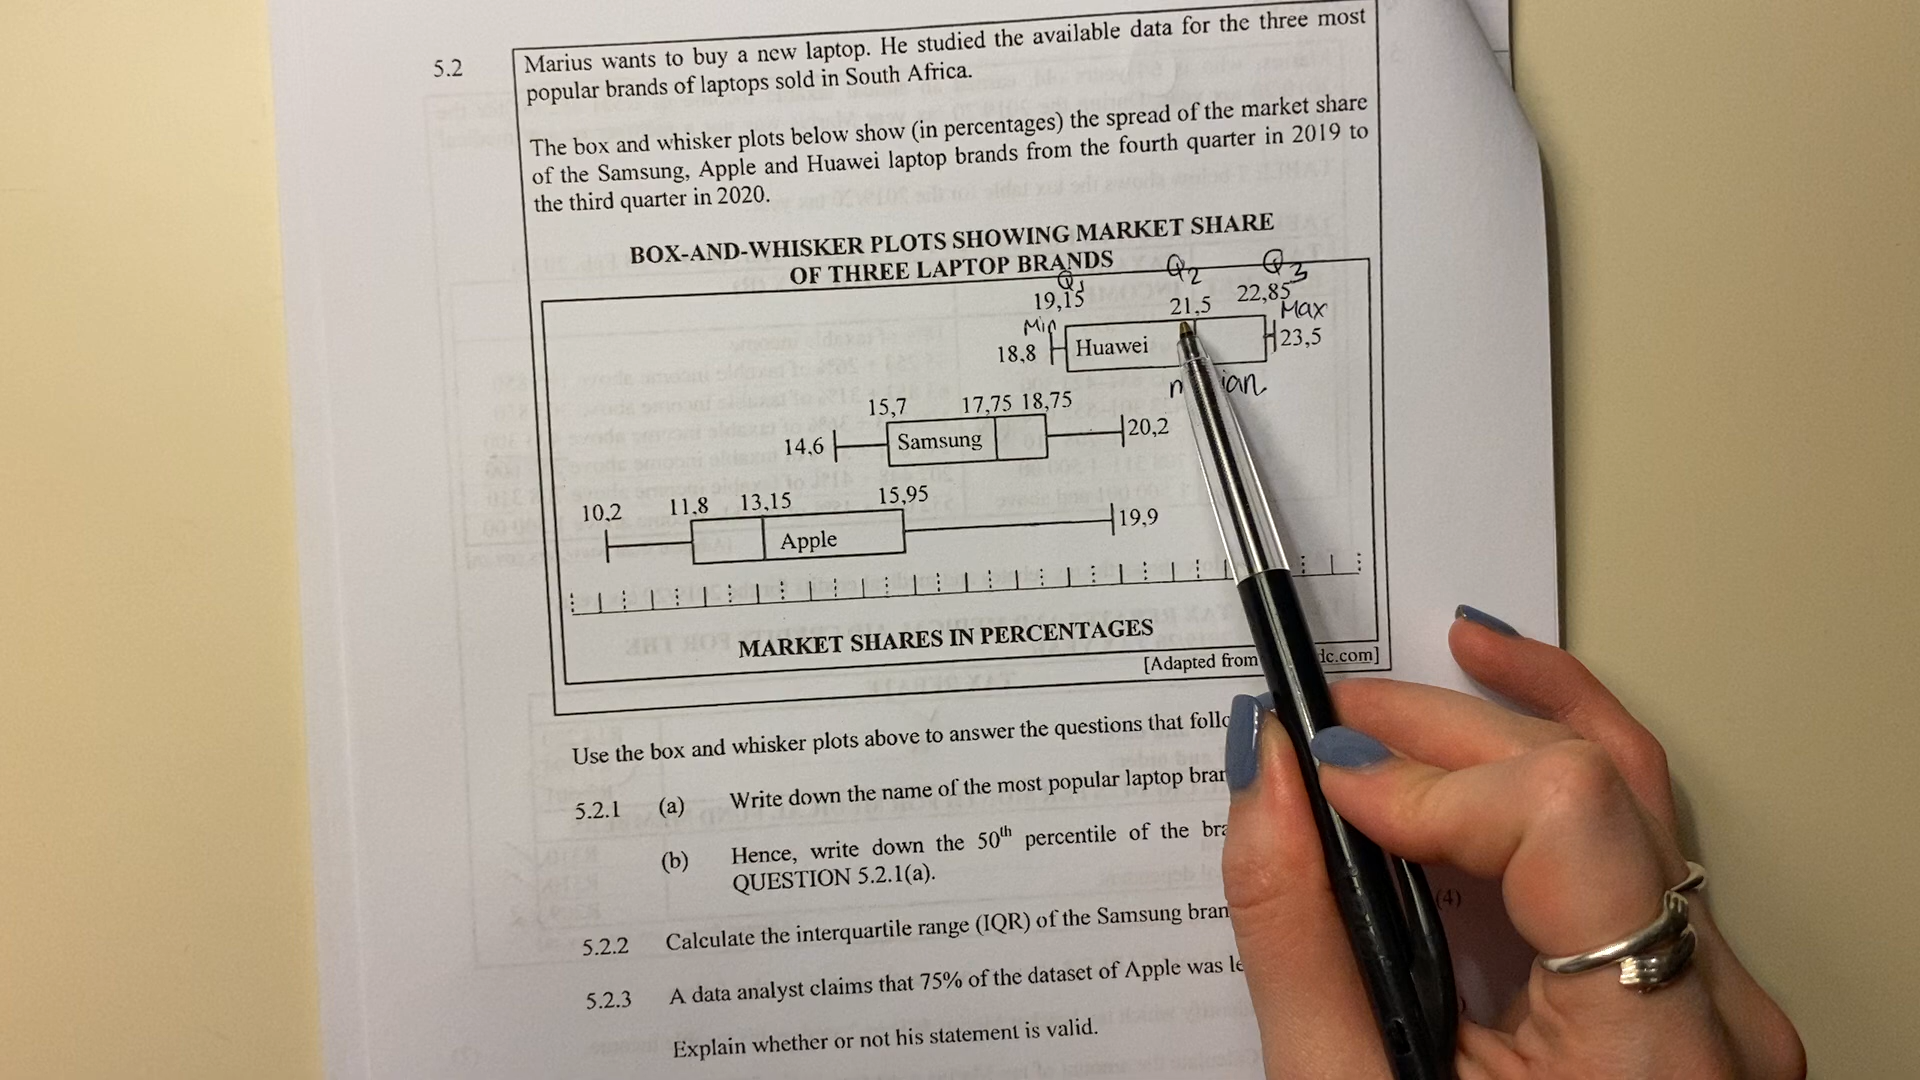 5.2 Marius wants to buy a new laptop. He studied the available data for the three most
popular brands of laptops sold in South Africa.
The box and whisker plots below show (in percentages) the spread of the market share
of the Samsung, Apple and Huawei laptop brands from the fourth quarter in 2019 to
the third quarter in 2020.
BOX-AND-WHISKER PLOTS SHOWING MARKET SHARE
OF THREE LAPTOP BRANDS
Q1 Q2 Q3
19,15 21,5 22,85
Min Max
18,8 Huawei 23,5
15,7 17,75 18,75
14,6 Samsung 20,2
10,2 11,8 13,15 15,95
Apple 19,9
MARKET SHARES IN PERCENTAGES
[Adapted from dc.com]
Use the box and whisker plots above to answer the questions that
5.2.1 (a) Write down the name of the most popular laptop
(b) Hence, write down the 50th percentile of the
QUESTION 5.2.1(a).
(4)
5.2.2 Calculate the interquartile range (IQR) of the Samsung
5.2.3 A data analyst claims that 75% of the dataset of Apple was
Explain whether or not his statement is valid.